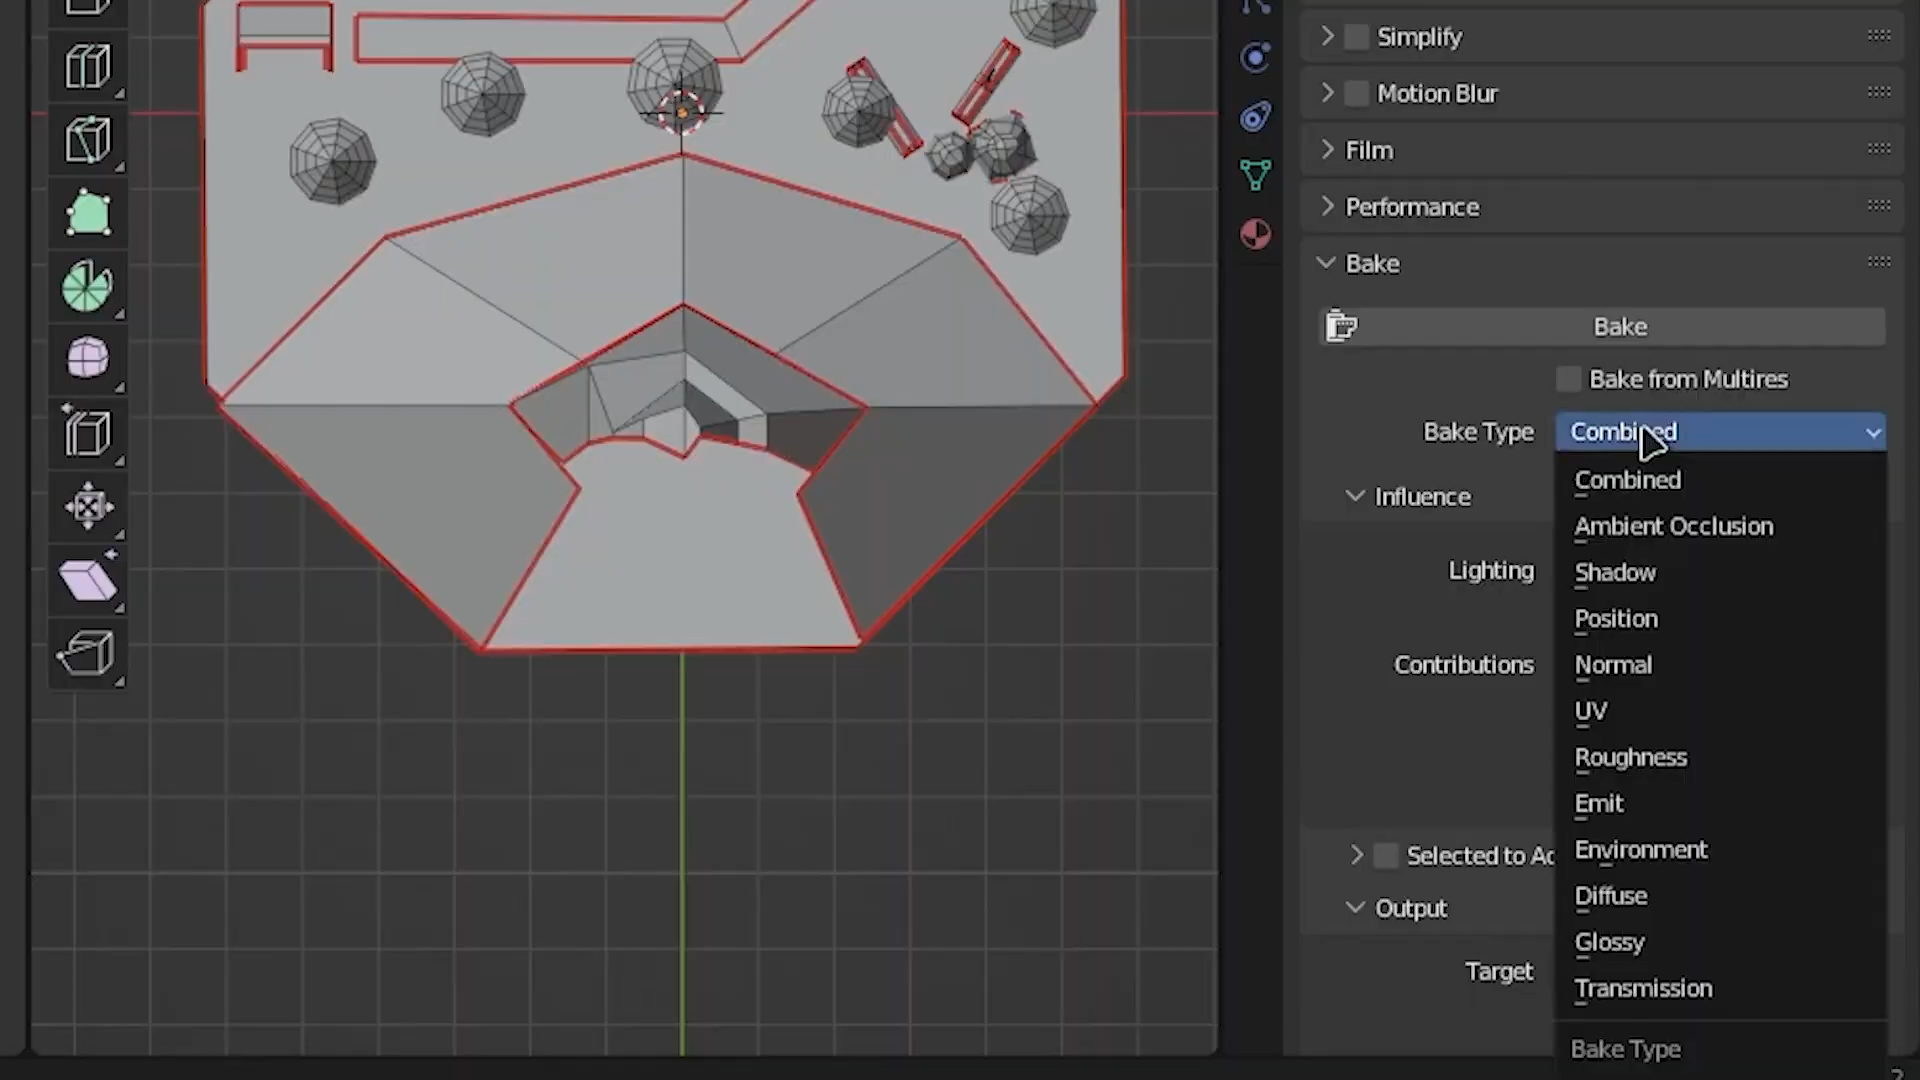 Simplify
Motion Blur
Film
Performance
Bake
Bake
Bake from Multires
Bake Type Combined
Combined
Influence
Ambient Occlusion
Lighting
Shadow
Position
Contributions
Normal
UV
Roughness
Emit
Selected to Ac
Environment
Diffuse
Output
Glossy
Target
Transmission
Bake Type